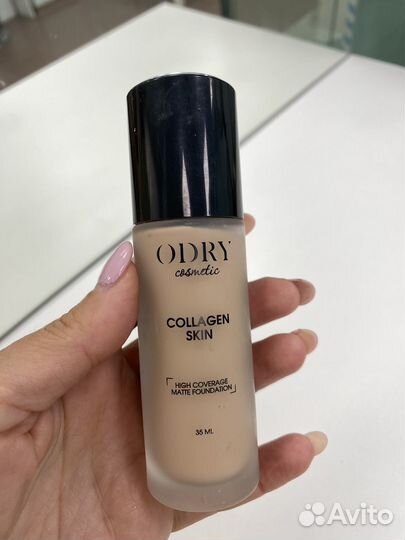 ODRY
cosmetic
COLLAGEN
SKIN
HIGH COVERAGE
MATTE FOUNDATION
35 ML
Avito